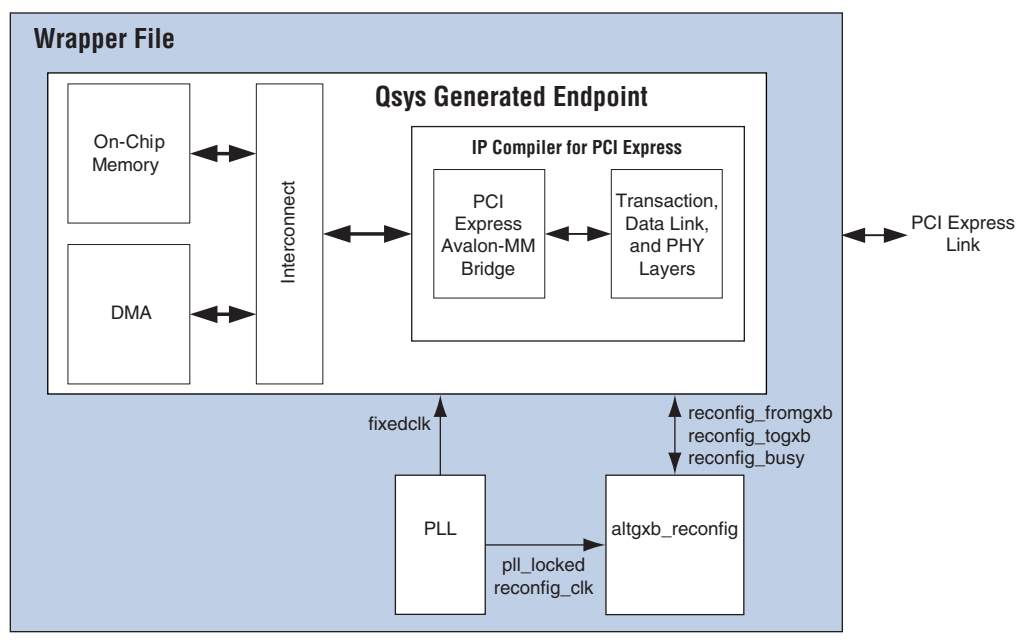 Wrapper File
Qsys Generated Endpoint
On-Chip
Memory
DMA
Interconnect
IP Compiler for PCI Express
PCI
Express
Avalon-MM
Bridge
Transaction,
Data Link,
and PHY
Layers
PCI Express
Link
fixedclk
reconfig_fromgxb
reconfig_togxb
reconfig_busy
PLL
pll_locked
reconfig_clk
altgxb_reconfig